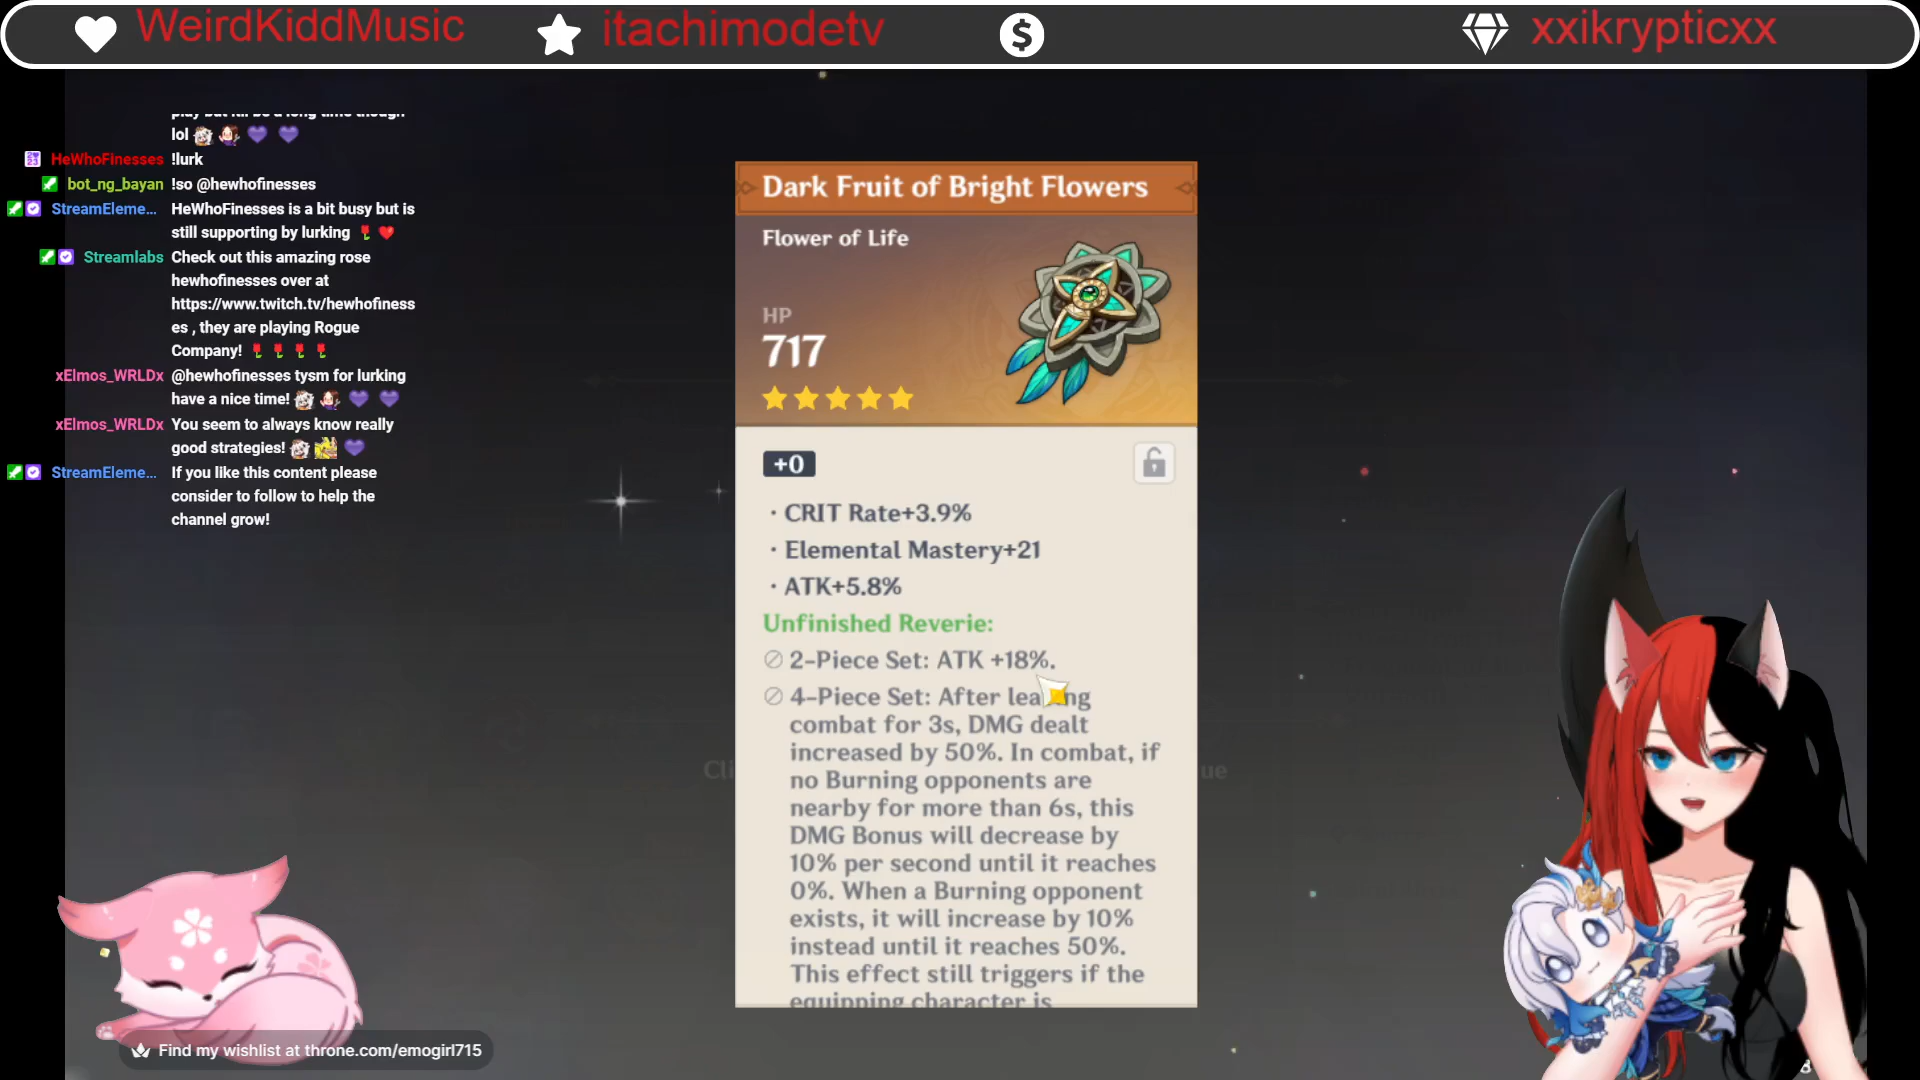 WeirdKiddMusic
itachimodetv
xxikrypticxx
lol
HeWhoFinesses !lurk
bot_ng_bayan !so @hewhofinesses
StreamEleme... HeWhoFinesses is a bit busy but is
still supporting by lurking
Streamlabs Check out this amazing rose
hewhofinesses over at
https://www.twitch.tv/hewhofiness
es , they are playing Rogue
Company!
xElmos_WRLDx @hewhofinesses tysm for lurking
have a nice time!
xElmos_WRLDx You seem to always know really
good strategies!
StreamEleme... If you like this content please
consider to follow to help the
channel grow!
Dark Fruit of Bright Flowers
Flower of Life
HP
717
+0
· CRIT Rate+3.9%
· Elemental Mastery+21
· ATK+5.8%
Unfinished Reverie:
2-Piece Set: ATK +18%.
4-Piece Set: After leaving
combat for 3s, DMG dealt
increased by 50%. In combat, if
no Burning opponents are
nearby for more than 6s, this
DMG Bonus will decrease by
10% per second until it reaches
0%. When a Burning opponent
exists, it will increase by 10%
instead until it reaches 50%.
This effect still triggers if the
equipping character is
Find my wishlist at throne.com/emogirl715